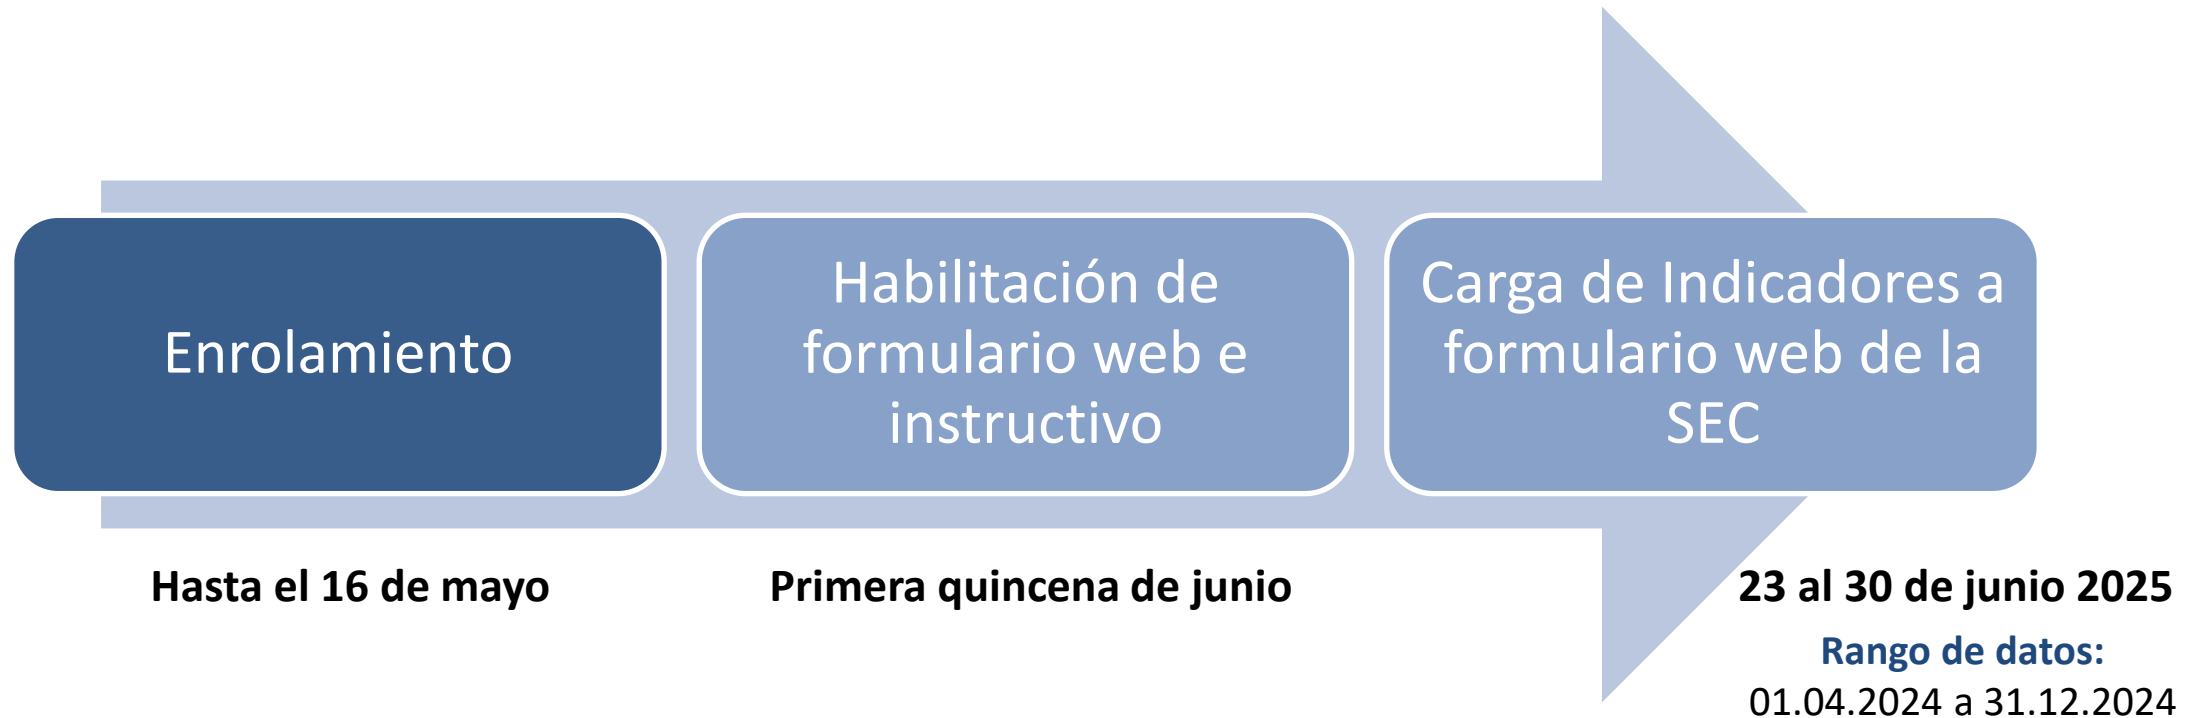 Enrolamiento
Habilitación de
formulario web e
instructivo
Carga de Indicadores a
formulario web de la
SEC
Hasta el 16 de mayo
Primera quincena de junio
23 al 30 de junio 2025
Rango de datos:
01.04.2024 a 31.12.2024